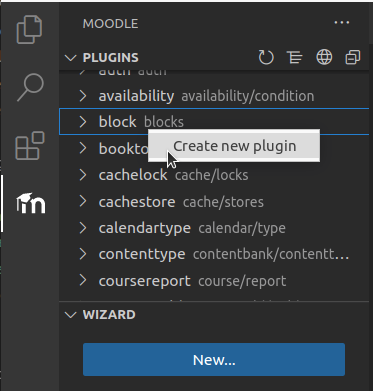 MOODLE
PLUGINS
auth auth
availability availability/condition
block blocks
Create new plugin
bookto
cachelock cache/locks
cachestore cache/stores
calendartype calendar/type
contenttype contentbank/contentt...
coursereport course/report
WIZARD
New...